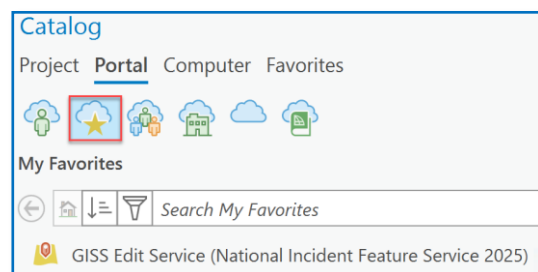 Catalog
Project Portal Computer Favorites
My Favorites
Search My Favorites
GISS Edit Service (National Incident Feature Service 2025)